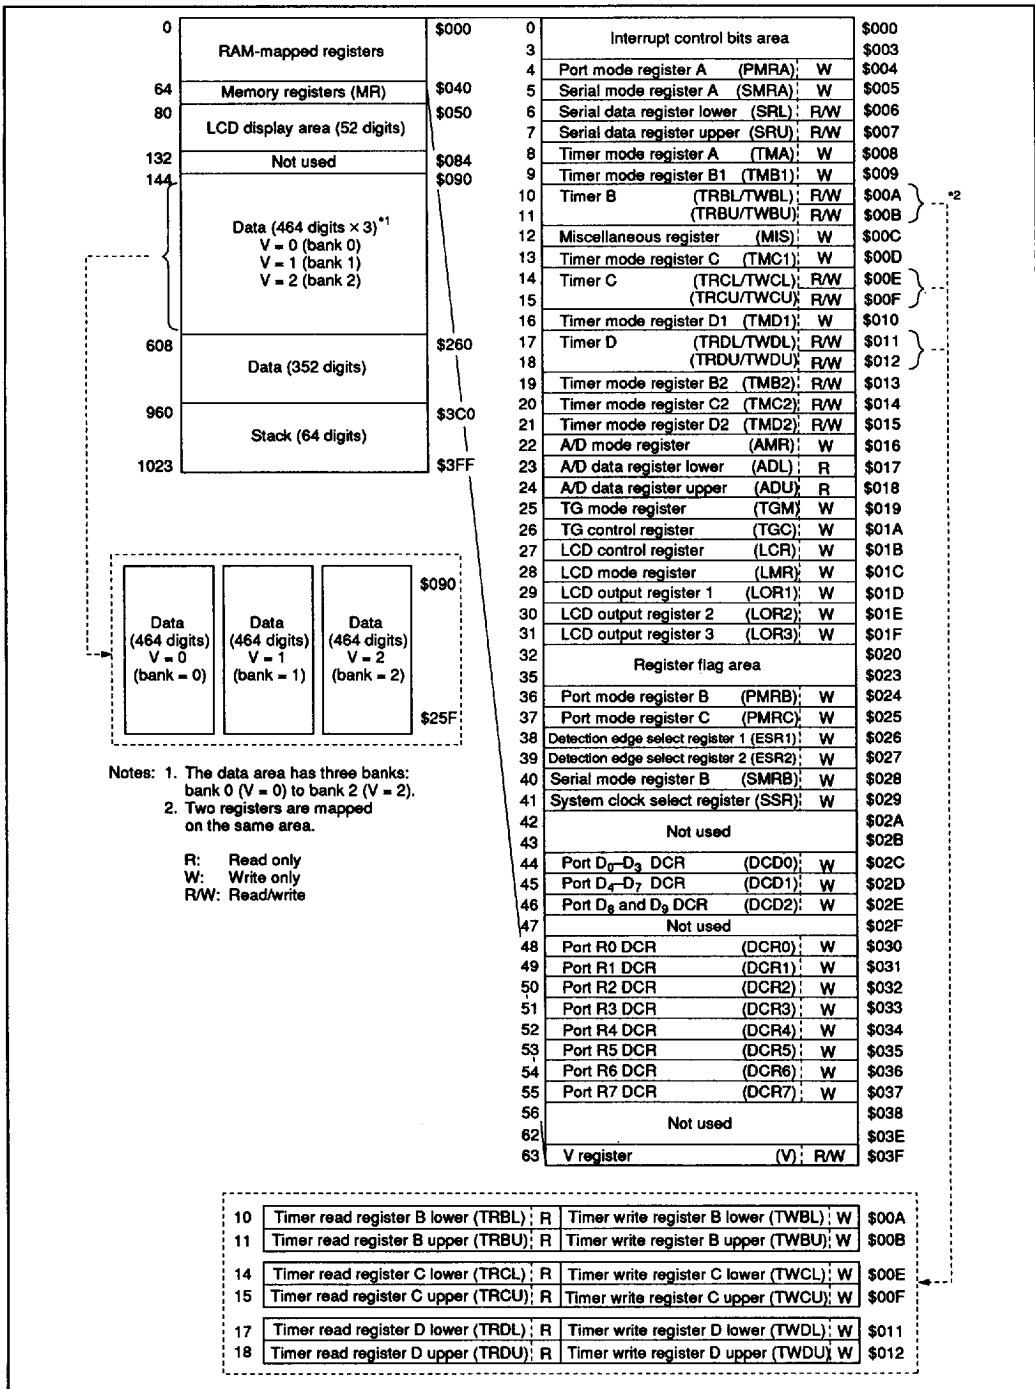 0 $000
RAM-mapped registers
64 Memory registers (MR) $040
80 $050
LCD display area (52 digits)
132 Not used $084
144 $090
Data (464 digits × 3)*1
V = 0 (bank 0)
V = 1 (bank 1)
V = 2 (bank 2)
608 $260
Data (352 digits)
960 $3C0
Stack (64 digits)
1023 $3FF
$090
Data
(464 digits)
V = 0
(bank = 0)
Data
(464 digits)
V = 1
(bank = 1)
Data
(464 digits)
V = 2
(bank = 2)
$25F
Notes: 1. The data area has three banks:
bank 0 (V = 0) to bank 2 (V = 2).
2. Two registers are mapped
on the same area.
R: Read only
W: Write only
R/W: Read/write
0 $000
Interrupt control bits area
3 $003
4 Port mode register A (PMRA) W $004
5 Serial mode register A (SMRA) W $005
6 Serial data register lower (SRL) R/W $006
7 Serial data register upper (SRU) R/W $007
8 Timer mode register A (TMA) W $008
9 Timer mode register B1 (TMB1) W $009
10 Timer B (TRBL/TWBL) R/W $00A
*2
11 (TRBU/TWBU) R/W $00B
12 Miscellaneous register (MIS) W $00C
13 Timer mode register C (TMC1) W $00D
14 Timer C (TRCL/TWCL) R/W $00E
15 (TRCU/TWCU) R/W $00F
16 Timer mode register D1 (TMD1) W $010
17 Timer D (TRDL/TWDL) R/W $011
18 (TRDU/TWDU) R/W $012
19 Timer mode register B2 (TMB2) R/W $013
20 Timer mode register C2 (TMC2) R/W $014
21 Timer mode register D2 (TMD2) R/W $015
22 A/D mode register (AMR) W $016
23 A/D data register lower (ADL) R $017
24 A/D data register upper (ADU) R $018
25 TG mode register (TGM) W $019
26 TG control register (TGC) W $01A
27 LCD control register (LCR) W $01B
28 LCD mode register (LMR) W $01C
29 LCD output register 1 (LOR1) W $01D
30 LCD output register 2 (LOR2) W $01E
31 LCD output register 3 (LOR3) W $01F
32 $020
Register flag area
35 $023
36 Port mode register B (PMRB) W $024
37 Port mode register C (PMRC) W $025
38 Detection edge select register 1 (ESR1) W $026
39 Detection edge select register 2 (ESR2) W $027
40 Serial mode register B (SMRB) W $028
41 System clock select register (SSR) W $029
42 $02A
Not used
43 $02B
44 Port D0–D3 DCR (DCD0) W $02C
45 Port D4–D7 DCR (DCD1) W $02D
46 Port D8 and D9 DCR (DCD2) W $02E
47 Not used $02F
48 Port R0 DCR (DCR0) W $030
49 Port R1 DCR (DCR1) W $031
50 Port R2 DCR (DCR2) W $032
51 Port R3 DCR (DCR3) W $033
52 Port R4 DCR (DCR4) W $034
53 Port R5 DCR (DCR5) W $035
54 Port R6 DCR (DCR6) W $036
55 Port R7 DCR (DCR7) W $037
56 $038
Not used
62 $03E
63 V register (V) R/W $03F
10 Timer read register B lower (TRBL) R Timer write register B lower (TWBL) W $00A
11 Timer read register B upper (TRBU) R Timer write register B upper (TWBU) W $00B
14 Timer read register C lower (TRCL) R Timer write register C lower (TWCL) W $00E
15 Timer read register C upper (TRCU) R Timer write register C upper (TWCU) W $00F
17 Timer read register D lower (TRDL) R Timer write register D lower (TWDL) W $011
18 Timer read register D upper (TRDU) R Timer write register D upper (TWDU) W $012